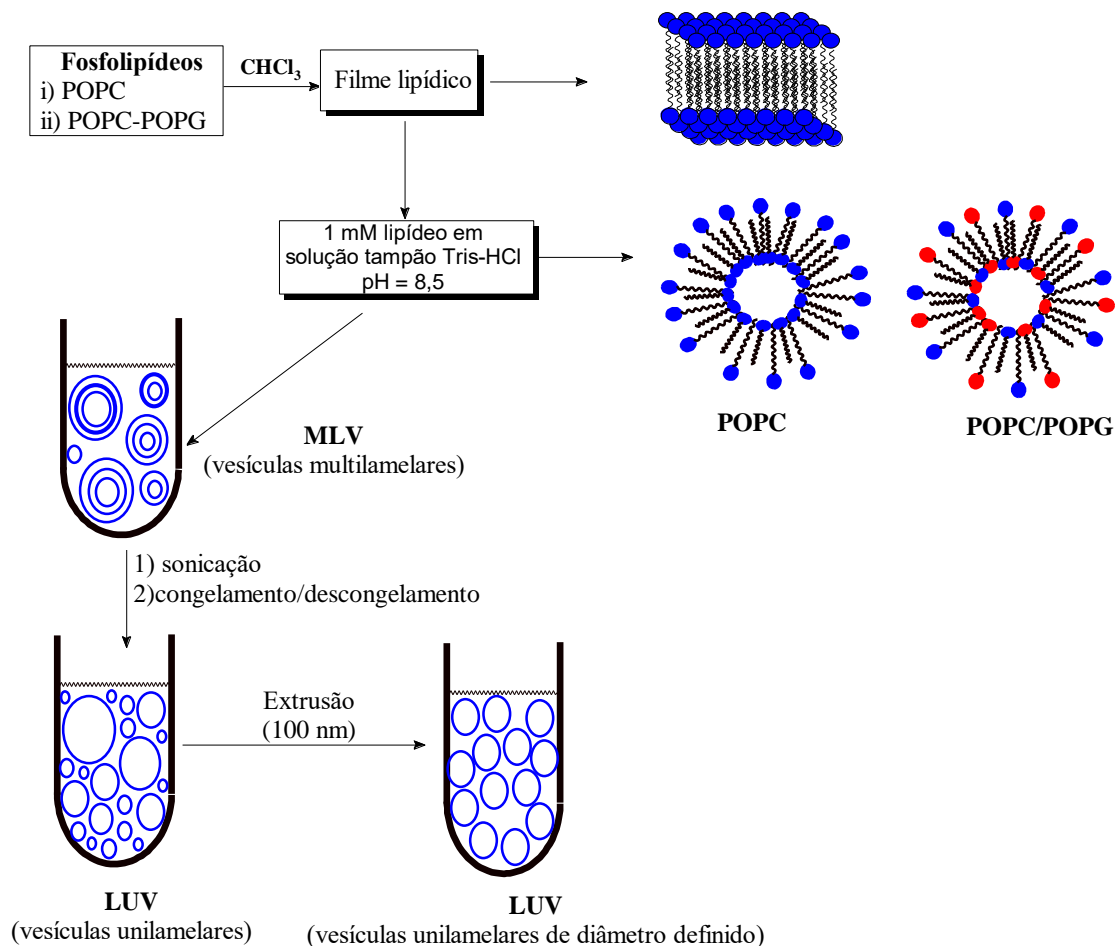 Fosfolipídeos
i) POPC
ii) POPC-POPG
CHCl3
Filme lipídico
1 mM lipídeo em
solução tampão Tris-HCl
pH = 8,5
POPC
POPC/POPG
MLV
(vesículas multilamelares)
1) sonicação
2)congelamento/descongelamento
Extrusão
(100 nm)
LUV
(vesículas unilamelares)
LUV
(vesículas unilamelares de diâmetro definido)